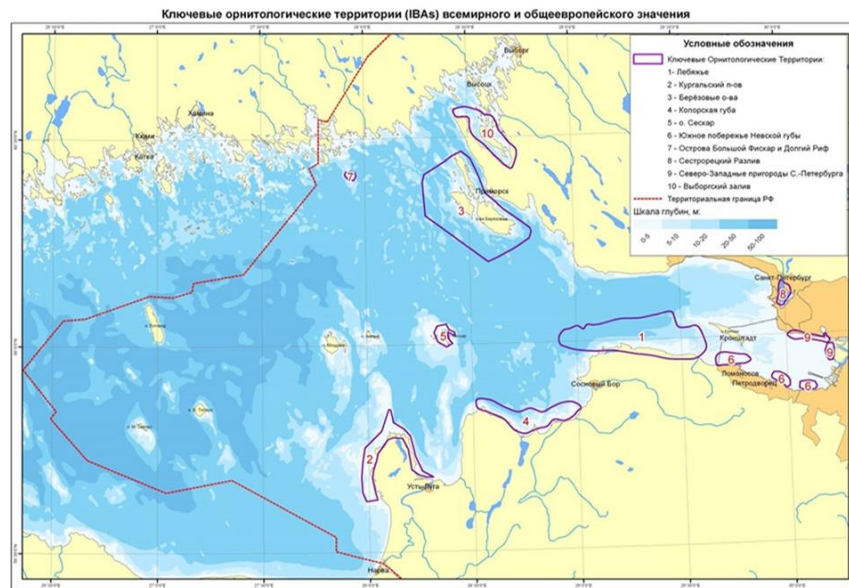 Ключевые орнитологические территории (IBAs) всемирного и общеевропейского значения
Выборг
Высоцк
Хамина
Котка
Приморск
Санкт-Петербург
Кронштадт
Ломоносов
Петродворец
Сосновый Бор
Усть-Луга
Нарва
10
7
3
5
1
8
9
9
6
6
6
4
2
Условные обозначения
Ключевые Орнитологические Территории:
1- Лебяжье
2 - Кургальский п-ов
3 - Берёзовые о-ва
4 - Копорская губа
5 - о. Сескар
6 - Южное побережье Невской губы
7 - Острова Большой Фискар и Долгий Риф
8 - Сестрорецкий Разлив
9 - Северо-Западные пригороды С.-Петербурга
10 - Выборгский залив
Территориальная граница РФ
Шкала глубин, м:
0-5
5-10
10-20
20-50
50-100